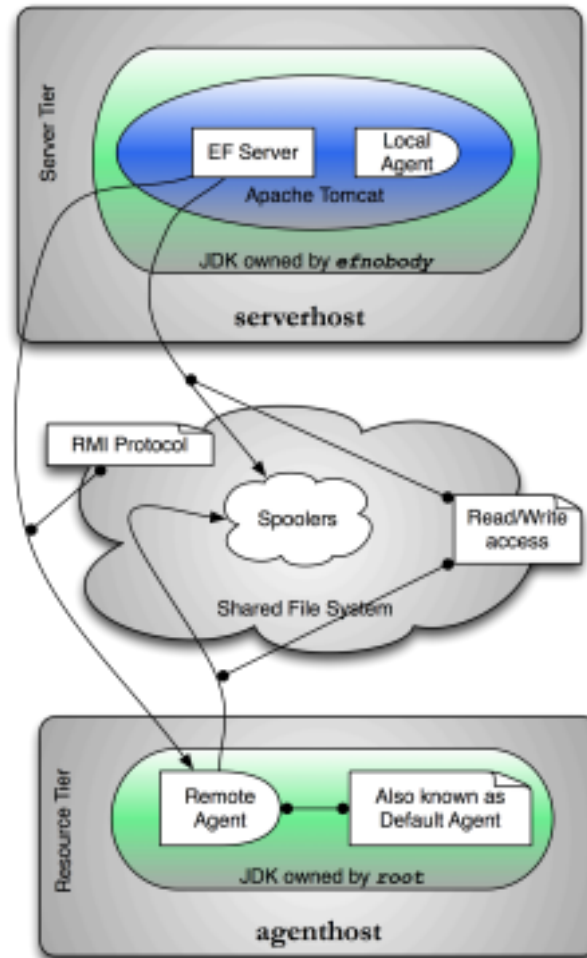 Server Tier
EF Server
Local
Agent
Apache Tomcat
JDK owned by efnobody
serverhost
RMI Protocol
Spoolers
Read/Write
access
Shared File System
Resource Tier
Remote
Agent
Also known as
Default Agent
JDK owned by root
agenthost